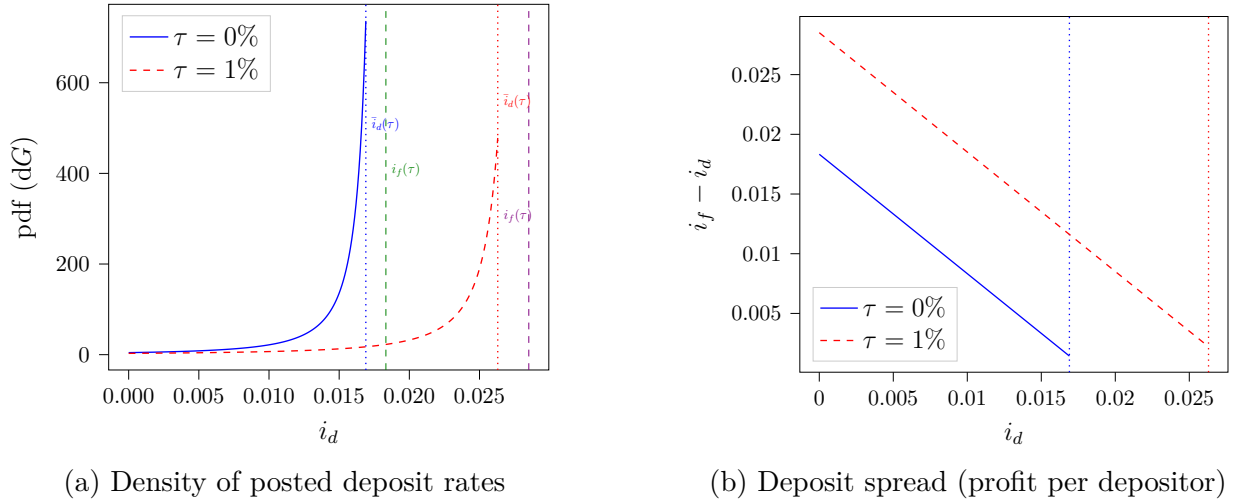 τ = 0%
τ = 1%
600
400
200
0
pdf (dG)
ī_d(τ)
i_f(τ)
ī_d(τ)
i_f(τ)
0.000 0.005 0.010 0.015 0.020 0.025
i_d
(a) Density of posted deposit rates
0.025
0.02
0.015
0.01
0.005
i_f − i_d
τ = 0%
τ = 1%
0 0.005 0.01 0.015 0.02 0.025
i_d
(b) Deposit spread (profit per depositor)